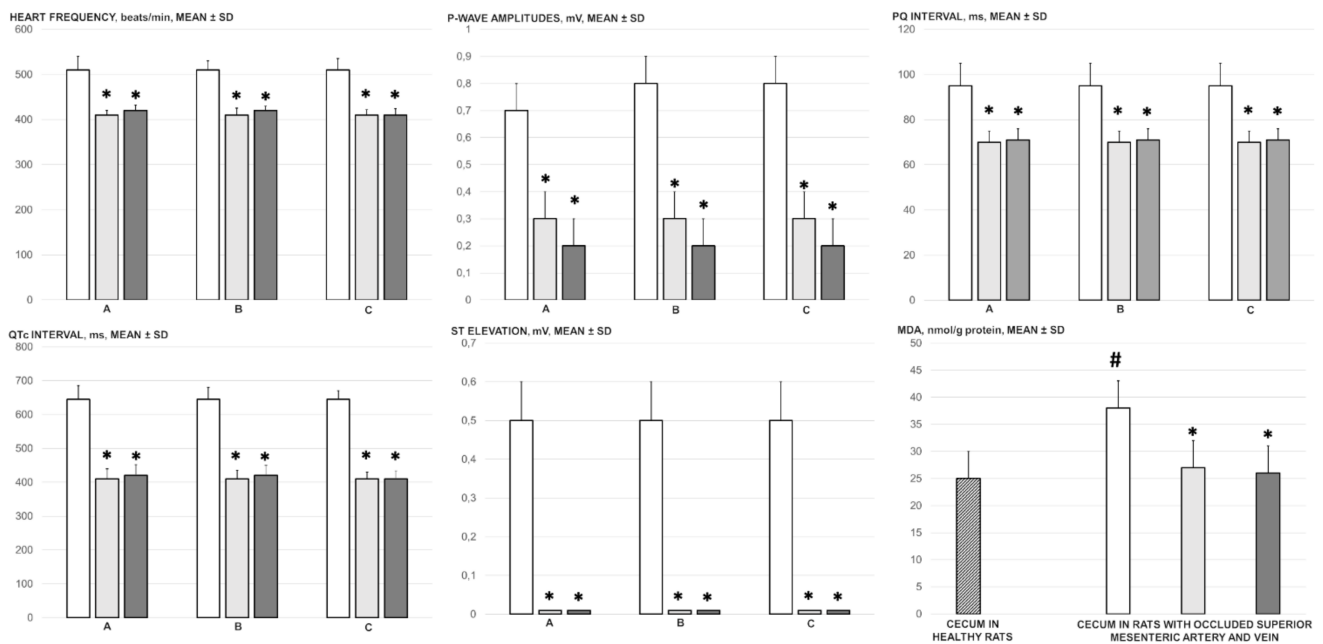 HEART FREQUENCY, beats/min, MEAN ± SD
600
500
400
300
200
100
0
* * * * * *
A B C
P-WAVE AMPLITUDES, mV, MEAN ± SD
1
0,9
0,8
0,7
0,6
0,5
0,4
0,3
0,2
0,1
0
* * * * * *
A B C
PQ INTERVAL, ms, MEAN ± SD
120
100
80
60
40
20
0
* * * * * *
A B C
QTc INTERVAL, ms, MEAN ± SD
800
700
600
500
400
300
200
100
0
* * * * * *
A B C
ST ELEVATION, mV, MEAN ± SD
0,7
0,6
0,5
0,4
0,3
0,2
0,1
0
* * * * * *
A B C
MDA, nmol/g protein, MEAN ± SD
50
45
40
35
30
25
20
15
10
5
0
# * *
CECUM IN
HEALTHY RATS
CECUM IN RATS WITH OCCLUDED SUPERIOR
MESENTERIC ARTERY AND VEIN